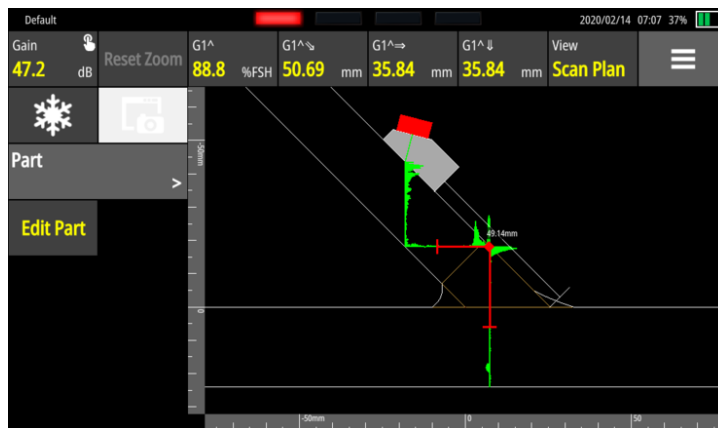 Default
2020/02/14 07:07 37%
Gain
47.2 dB
Reset Zoom
G1^
88.8 %FSH
G1^⇘
50.69 mm
G1^⇒
35.84 mm
G1^⇓
35.84 mm
View
Scan Plan
Part
>
Edit Part
-50mm
0
49.14mm
-50mm
0
50